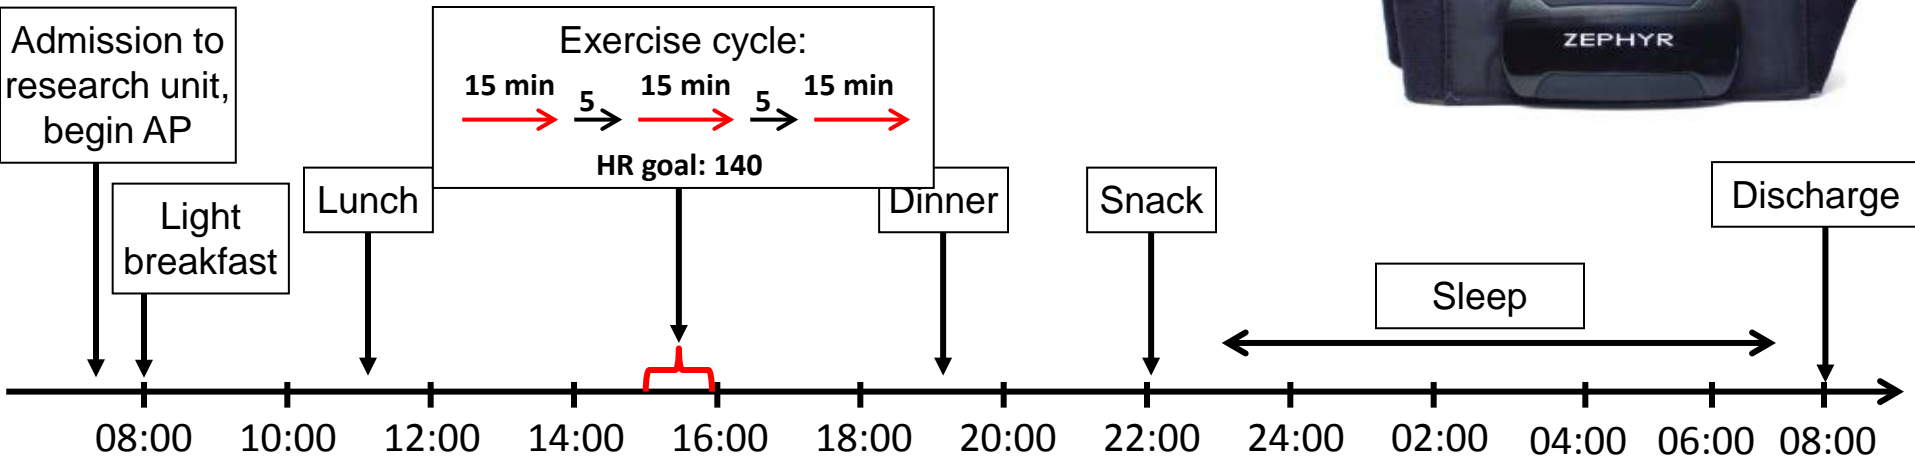 ZEPHYR
Admission to
research unit,
begin AP
Exercise cycle:
15 min 5 15 min 5 15 min
HR goal: 140
Light
breakfast
Lunch
Dinner
Snack
Sleep
Discharge
08:00 10:00 12:00 14:00 16:00 18:00 20:00 22:00 24:00 02:00 04:00 06:00 08:00